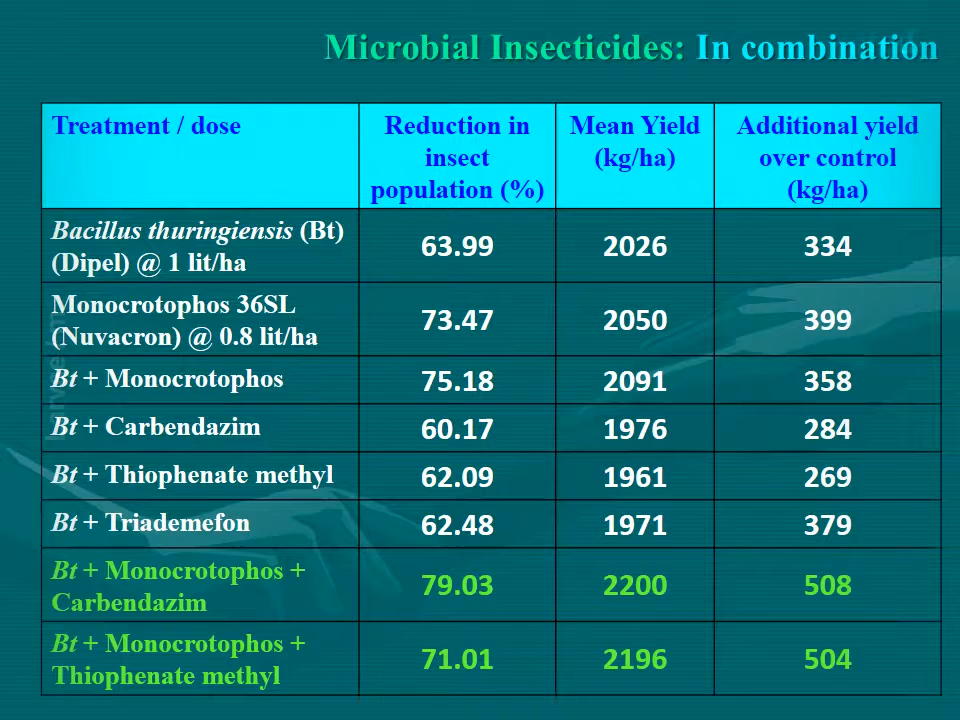 Microbial Insecticides: In combination
Treatment / dose
Reduction in
insect
population (%)
Mean Yield
(kg/ha)
Additional yield
over control
(kg/ha)
Bacillus thuringiensis (Bt)
(Dipel) @ 1 lit/ha
63.99
2026
334
Monocrotophos 36SL
(Nuvacron) @ 0.8 lit/ha
73.47
2050
399
Bt + Monocrotophos
75.18
2091
358
Bt + Carbendazim
60.17
1976
284
Bt + Thiophenate methyl
62.09
1961
269
Bt + Triademefon
62.48
1971
379
Bt + Monocrotophos +
Carbendazim
79.03
2200
508
Bt + Monocrotophos +
Thiophenate methyl
71.01
2196
504